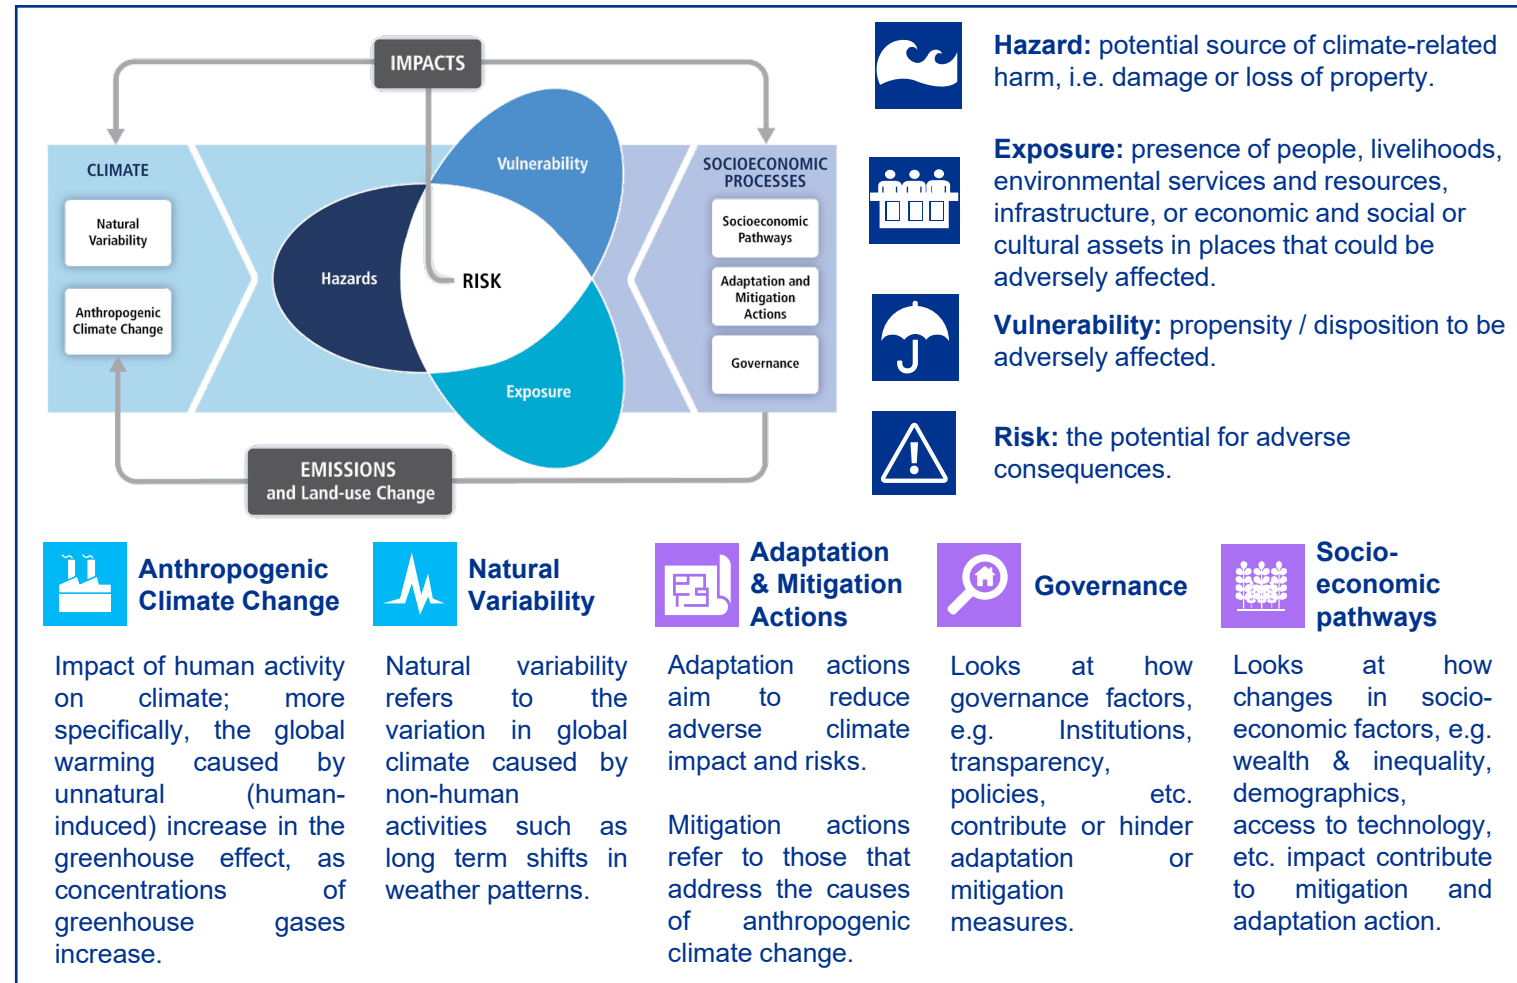 IMPACTS
CLIMATE
Natural
Variability
Anthropogenic
Climate Change
Hazards
Vulnerability
RISK
Exposure
SOCIOECONOMIC
PROCESSES
Socioeconomic
Pathways
Adaptation and
Mitigation
Actions
Governance
EMISSIONS
and Land-use Change
Hazard: potential source of climate-related
harm, i.e. damage or loss of property.
Exposure: presence of people, livelihoods,
environmental services and resources,
infrastructure, or economic and social or
cultural assets in places that could be
adversely affected.
Vulnerability: propensity / disposition to be
adversely affected.
Risk: the potential for adverse
consequences.
Anthropogenic
Climate Change
Impact of human activity
on climate; more
specifically, the global
warming caused by
unnatural (human-
induced) increase in the
greenhouse effect, as
concentrations of
greenhouse gases
increase.
Natural
Variability
Natural variability
refers to the
variation in global
climate caused by
non-human
activities such as
long term shifts in
weather patterns.
Adaptation
& Mitigation
Actions
Adaptation actions
aim to reduce
adverse climate
impact and risks.
Mitigation actions
refer to those that
address the causes
of anthropogenic
climate change.
Governance
Looks at how
governance factors,
e.g. Institutions,
transparency,
policies, etc.
contribute or hinder
adaptation or
mitigation
measures.
Socio-
economic
pathways
Looks at how
changes in socio-
economic factors, e.g.
wealth & inequality,
demographics,
access to technology,
etc. impact contribute
to mitigation and
adaptation action.